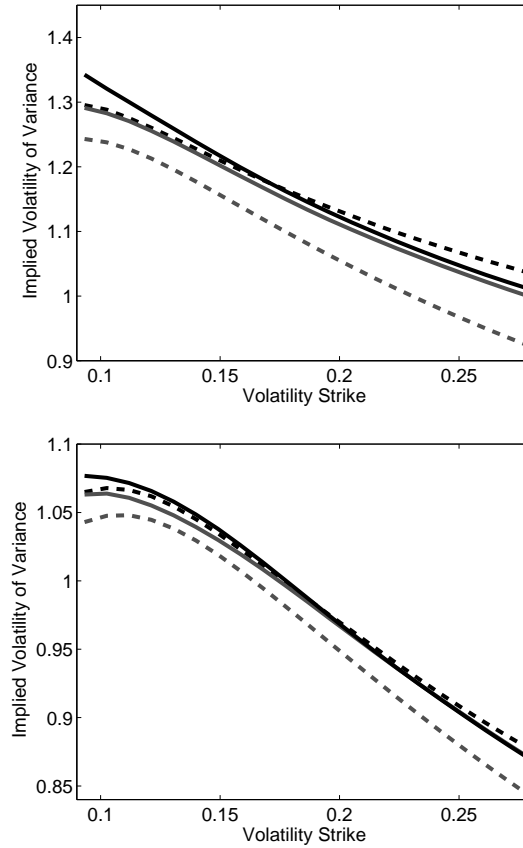 1.4
1.3
1.2
1.1
1
0.9
Implied Volatility of Variance
0.1 0.15 0.2 0.25
Volatility Strike
1.1
1.05
1
0.95
0.9
0.85
Implied Volatility of Variance
0.1 0.15 0.2 0.25
Volatility Strike